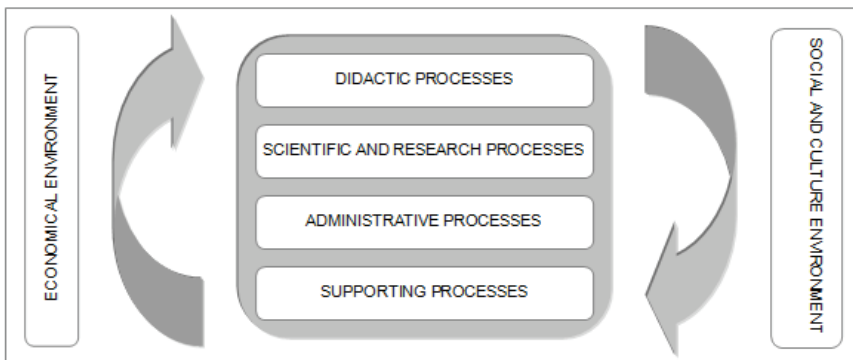 ECONOMICAL ENVIRONMENT
DIDACTIC PROCESSES
SCIENTIFIC AND RESEARCH PROCESSES
ADMINISTRATIVE PROCESSES
SUPPORTING PROCESSES
SOCIAL AND CULTURE ENVIRONMENT